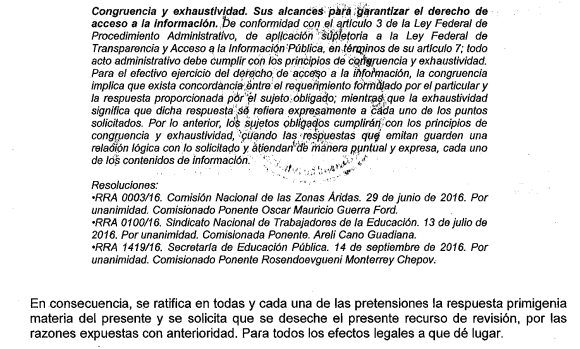 Congruencia y exhaustividad. Sus alcances para garantizar el derecho de
acceso a la información. De conformidad con el artículo 3 de la Ley Federal de
Procedimiento Administrativo, de aplicación supletoria a la Ley Federal de
Transparencia y Acceso a la Información Pública, en términos de su artículo 7; todo
acto administrativo debe cumplir con los principios de congruencia y exhaustividad.
Para el efectivo ejercicio del derecho de acceso a la información, la congruencia
implica que exista concordancia entre el requerimiento formulado por el particular y
la respuesta proporcionada por el sujeto obligado; mientras que la exhaustividad
significa que dicha respuesta se refiera expresamente a cada uno de los puntos
solicitados. Por lo anterior, los sujetos obligados cumplirán con los principios de
congruencia y exhaustividad, cuando las respuestas que emitan guarden una
relación lógica con lo solicitado y atiendan de manera puntual y expresa, cada uno
de los contenidos de información.
Resoluciones:
•RRA 0003/16. Comisión Nacional de las Zonas Áridas. 29 de junio de 2016. Por
unanimidad. Comisionado Ponente Oscar Mauricio Guerra Ford.
•RRA 0100/16. Sindicato Nacional de Trabajadores de la Educación. 13 de julio de
2016. Por unanimidad. Comisionada Ponente. Areli Cano Guadiana.
•RRA 1419/16. Secretaría de Educación Pública. 14 de septiembre de 2016. Por
unanimidad. Comisionado Ponente Rosendoevgueni Monterrey Chepov.
En consecuencia, se ratifica en todas y cada una de las pretensiones la respuesta primigenia
materia del presente y se solicita que se deseche el presente recurso de revisión, por las
razones expuestas con anterioridad. Para todos los efectos legales a que dé lugar.